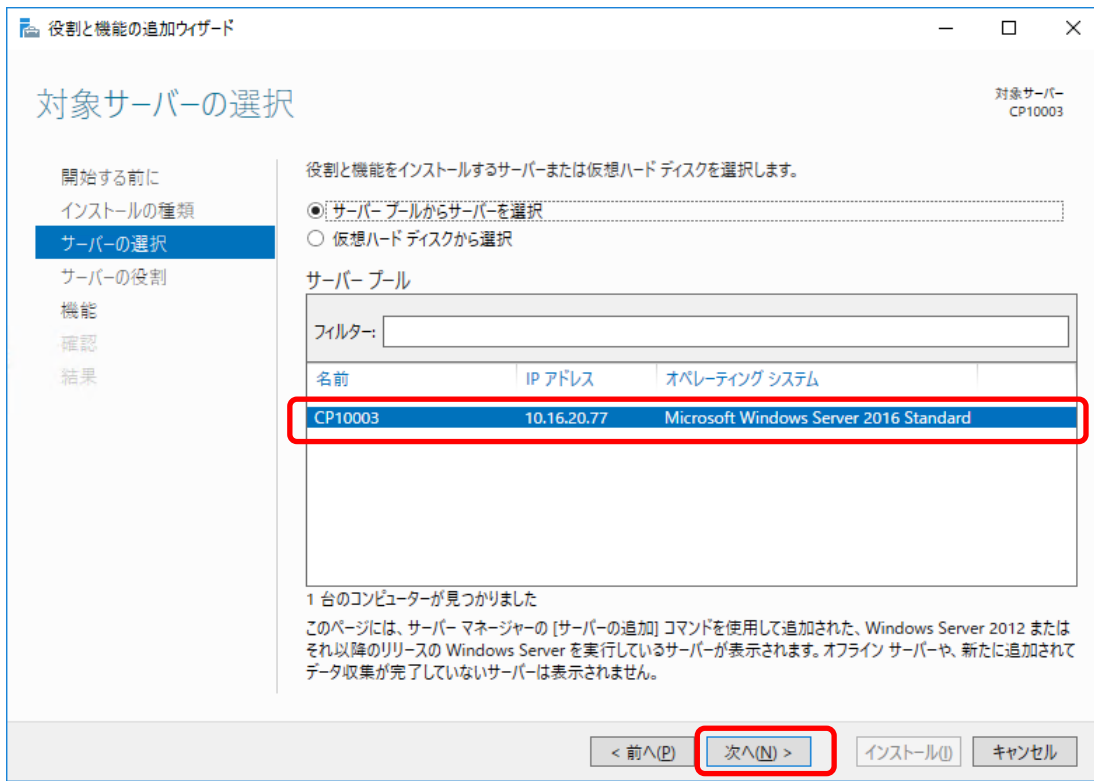 役割と機能の追加ウィザード
対象サーバーの選択
対象サーバー
CP10003
開始する前に
インストールの種類
サーバーの選択
サーバーの役割
機能
確認
結果
役割と機能をインストールするサーバーまたは仮想ハード ディスクを選択します。
サーバー プールからサーバーを選択
仮想ハード ディスクから選択
サーバー プール
フィルター:
名前 IP アドレス オペレーティング システム
CP10003 10.16.20.77 Microsoft Windows Server 2016 Standard
1 台のコンピューターが見つかりました
このページには、サーバー マネージャーの [サーバーの追加] コマンドを使用して追加された、Windows Server 2012 または
それ以降のリリースの Windows Server を実行しているサーバーが表示されます。オフライン サーバーや、新たに追加されて
データ収集が完了していないサーバーは表示されません。
< 前へ(P) 次へ(N) > インストール(I) キャンセル